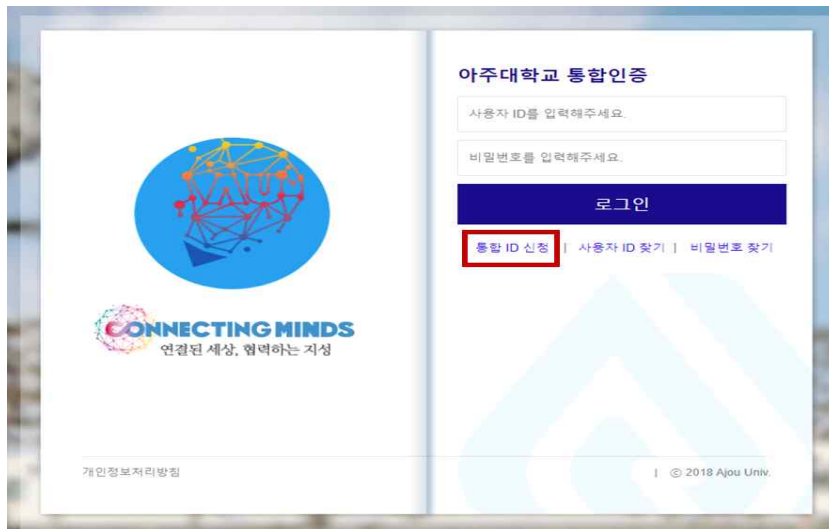 AJOU
CONNECTING MINDS
연결된 세상, 협력하는 지성
개인정보처리방침
아주대학교 통합인증
사용자 ID를 입력해주세요.
비밀번호를 입력해주세요.
로그인
통합 ID 신청 | 사용자 ID 찾기 | 비밀번호 찾기
| © 2018 Ajou Univ.